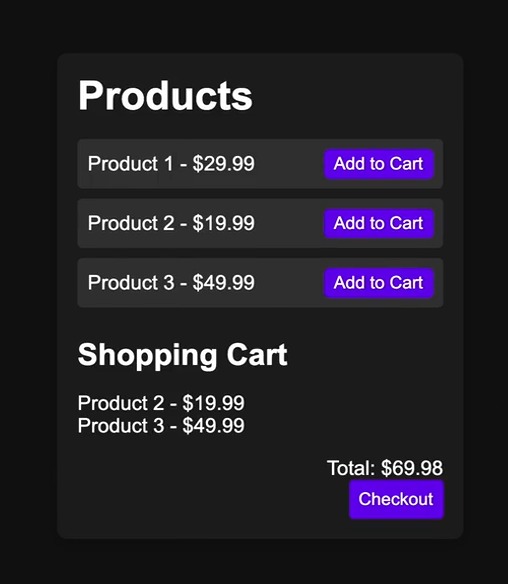 Products
Product 1 - $29.99 Add to Cart
Product 2 - $19.99 Add to Cart
Product 3 - $49.99 Add to Cart
Shopping Cart
Product 2 - $19.99
Product 3 - $49.99
Total: $69.98
Checkout